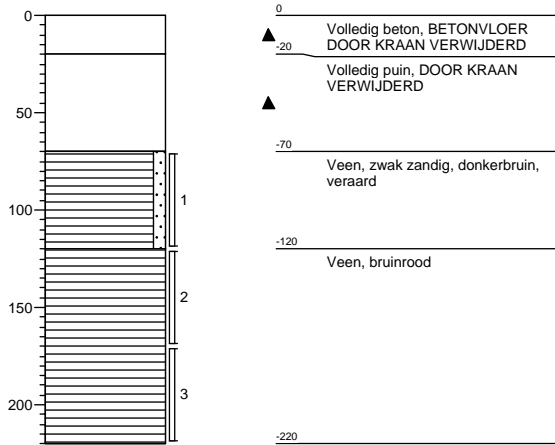 0
50
100
150
200
1
2
3
0
Volledig beton, BETONVLOER
DOOR KRAAN VERWIJDERD
-20
Volledig puin, DOOR KRAAN
VERWIJDERD
-70
Veen, zwak zandig, donkerbruin,
veraard
-120
Veen, bruinrood
-220